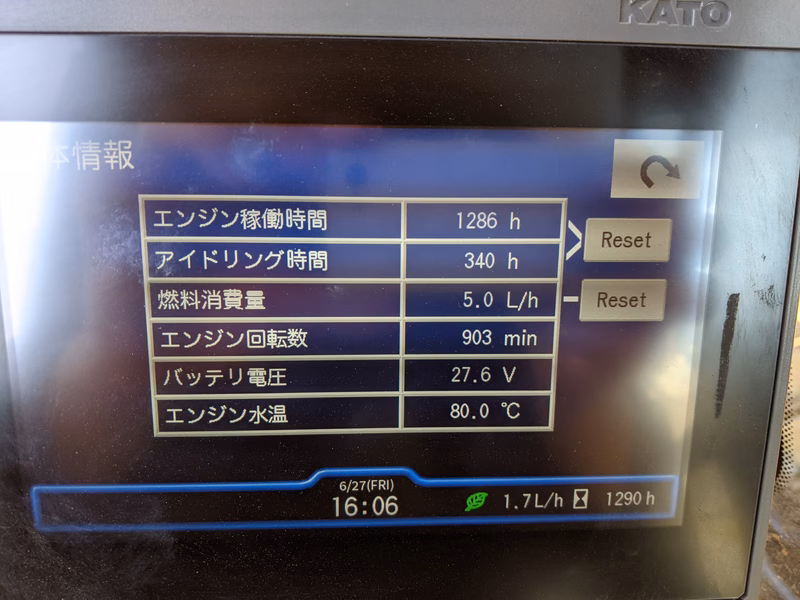 KATO
本情報
エンジン稼働時間 1286 h
Reset
アイドリング時間 340 h
燃料消費量 5.0 L/h
Reset
エンジン回転数 903 min
バッテリ電圧 27.6 V
エンジン水温 80.0 ℃
6/27(FRI)
16:06
1.7L/h 1290h